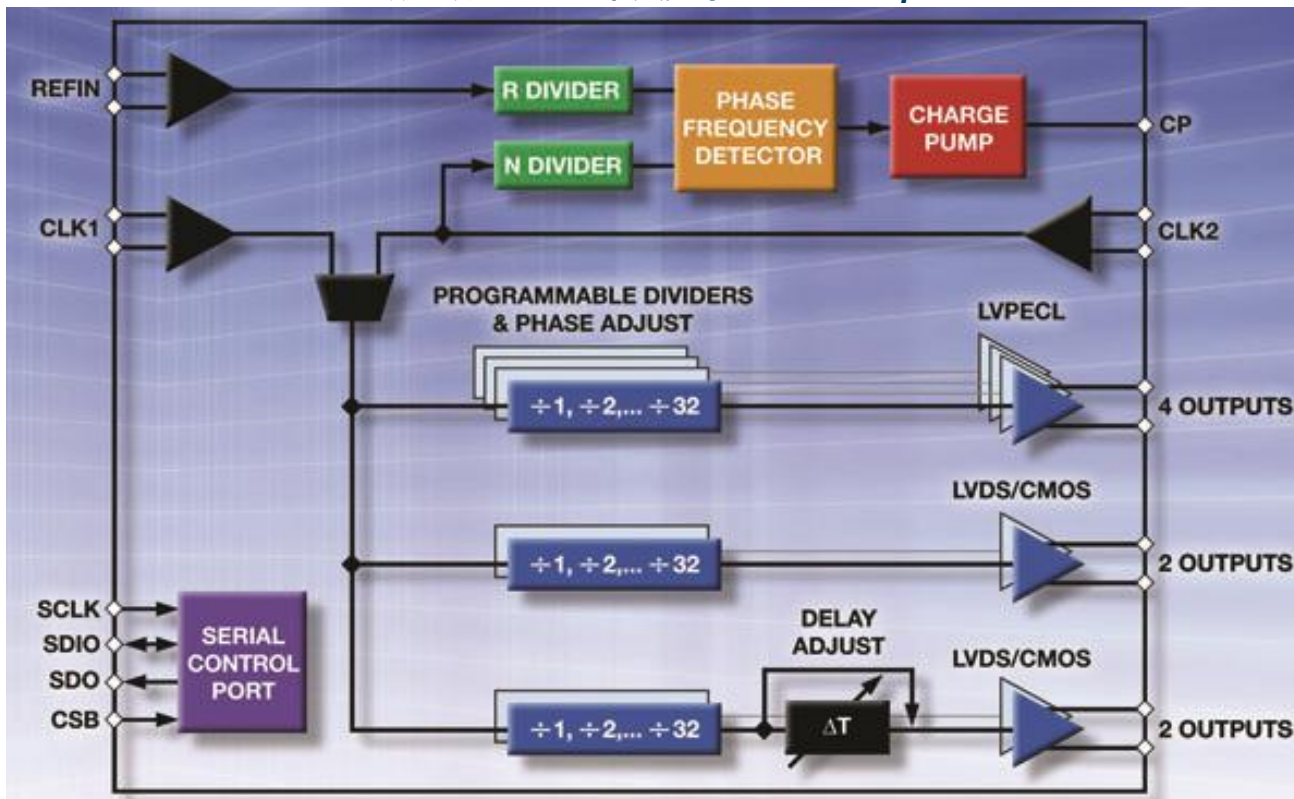 REFIN
R DIVIDER
PHASE
FREQUENCY
DETECTOR
CHARGE
PUMP
CP
N DIVIDER
CLK1
CLK2
PROGRAMMABLE DIVIDERS
& PHASE ADJUST
LVPECL
÷1, ÷2,... ÷32
4 OUTPUTS
LVDS/CMOS
÷1, ÷2,... ÷32
2 OUTPUTS
SCLK
SDIO
SDO
CSB
SERIAL
CONTROL
PORT
DELAY
ADJUST
LVDS/CMOS
÷1, ÷2,... ÷32
ΔT
2 OUTPUTS